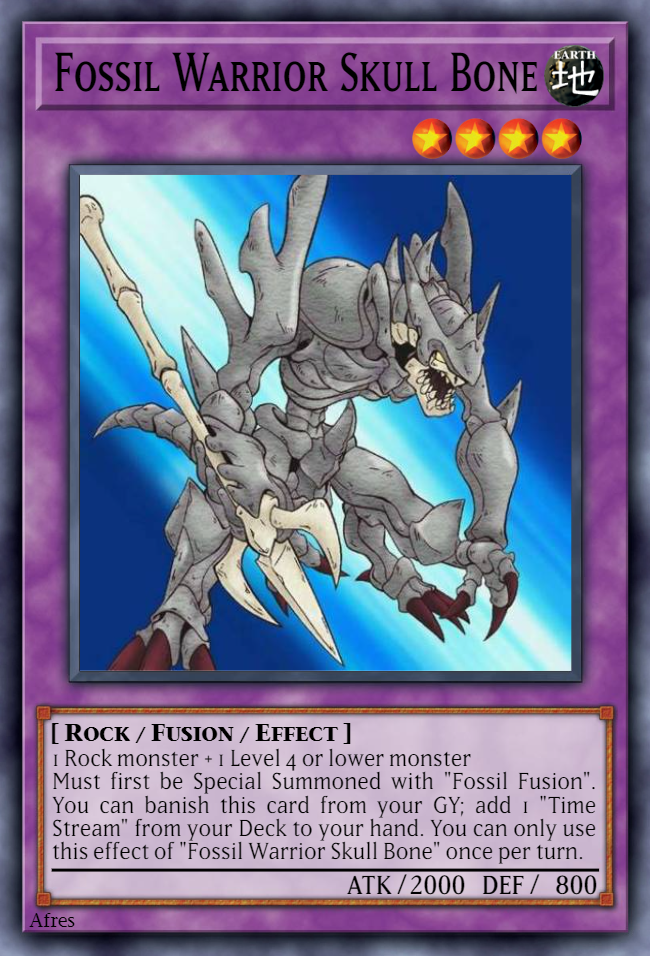 Fossil Warrior Skull Bone
EARTH
地
[ Rock / Fusion / Effect ]
1 Rock monster + 1 Level 4 or lower monster
Must first be Special Summoned with "Fossil Fusion".
You can banish this card from your GY; add 1 "Time
Stream" from your Deck to your hand. You can only use
this effect of "Fossil Warrior Skull Bone" once per turn.
ATK / 2000 DEF / 800
Afres